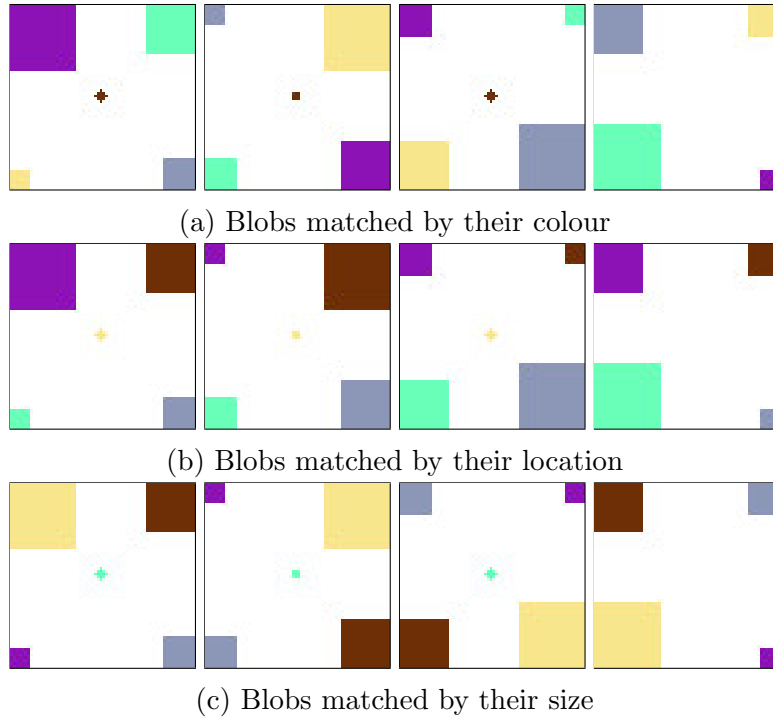 (a) Blobs matched by their colour
(b) Blobs matched by their location
(c) Blobs matched by their size